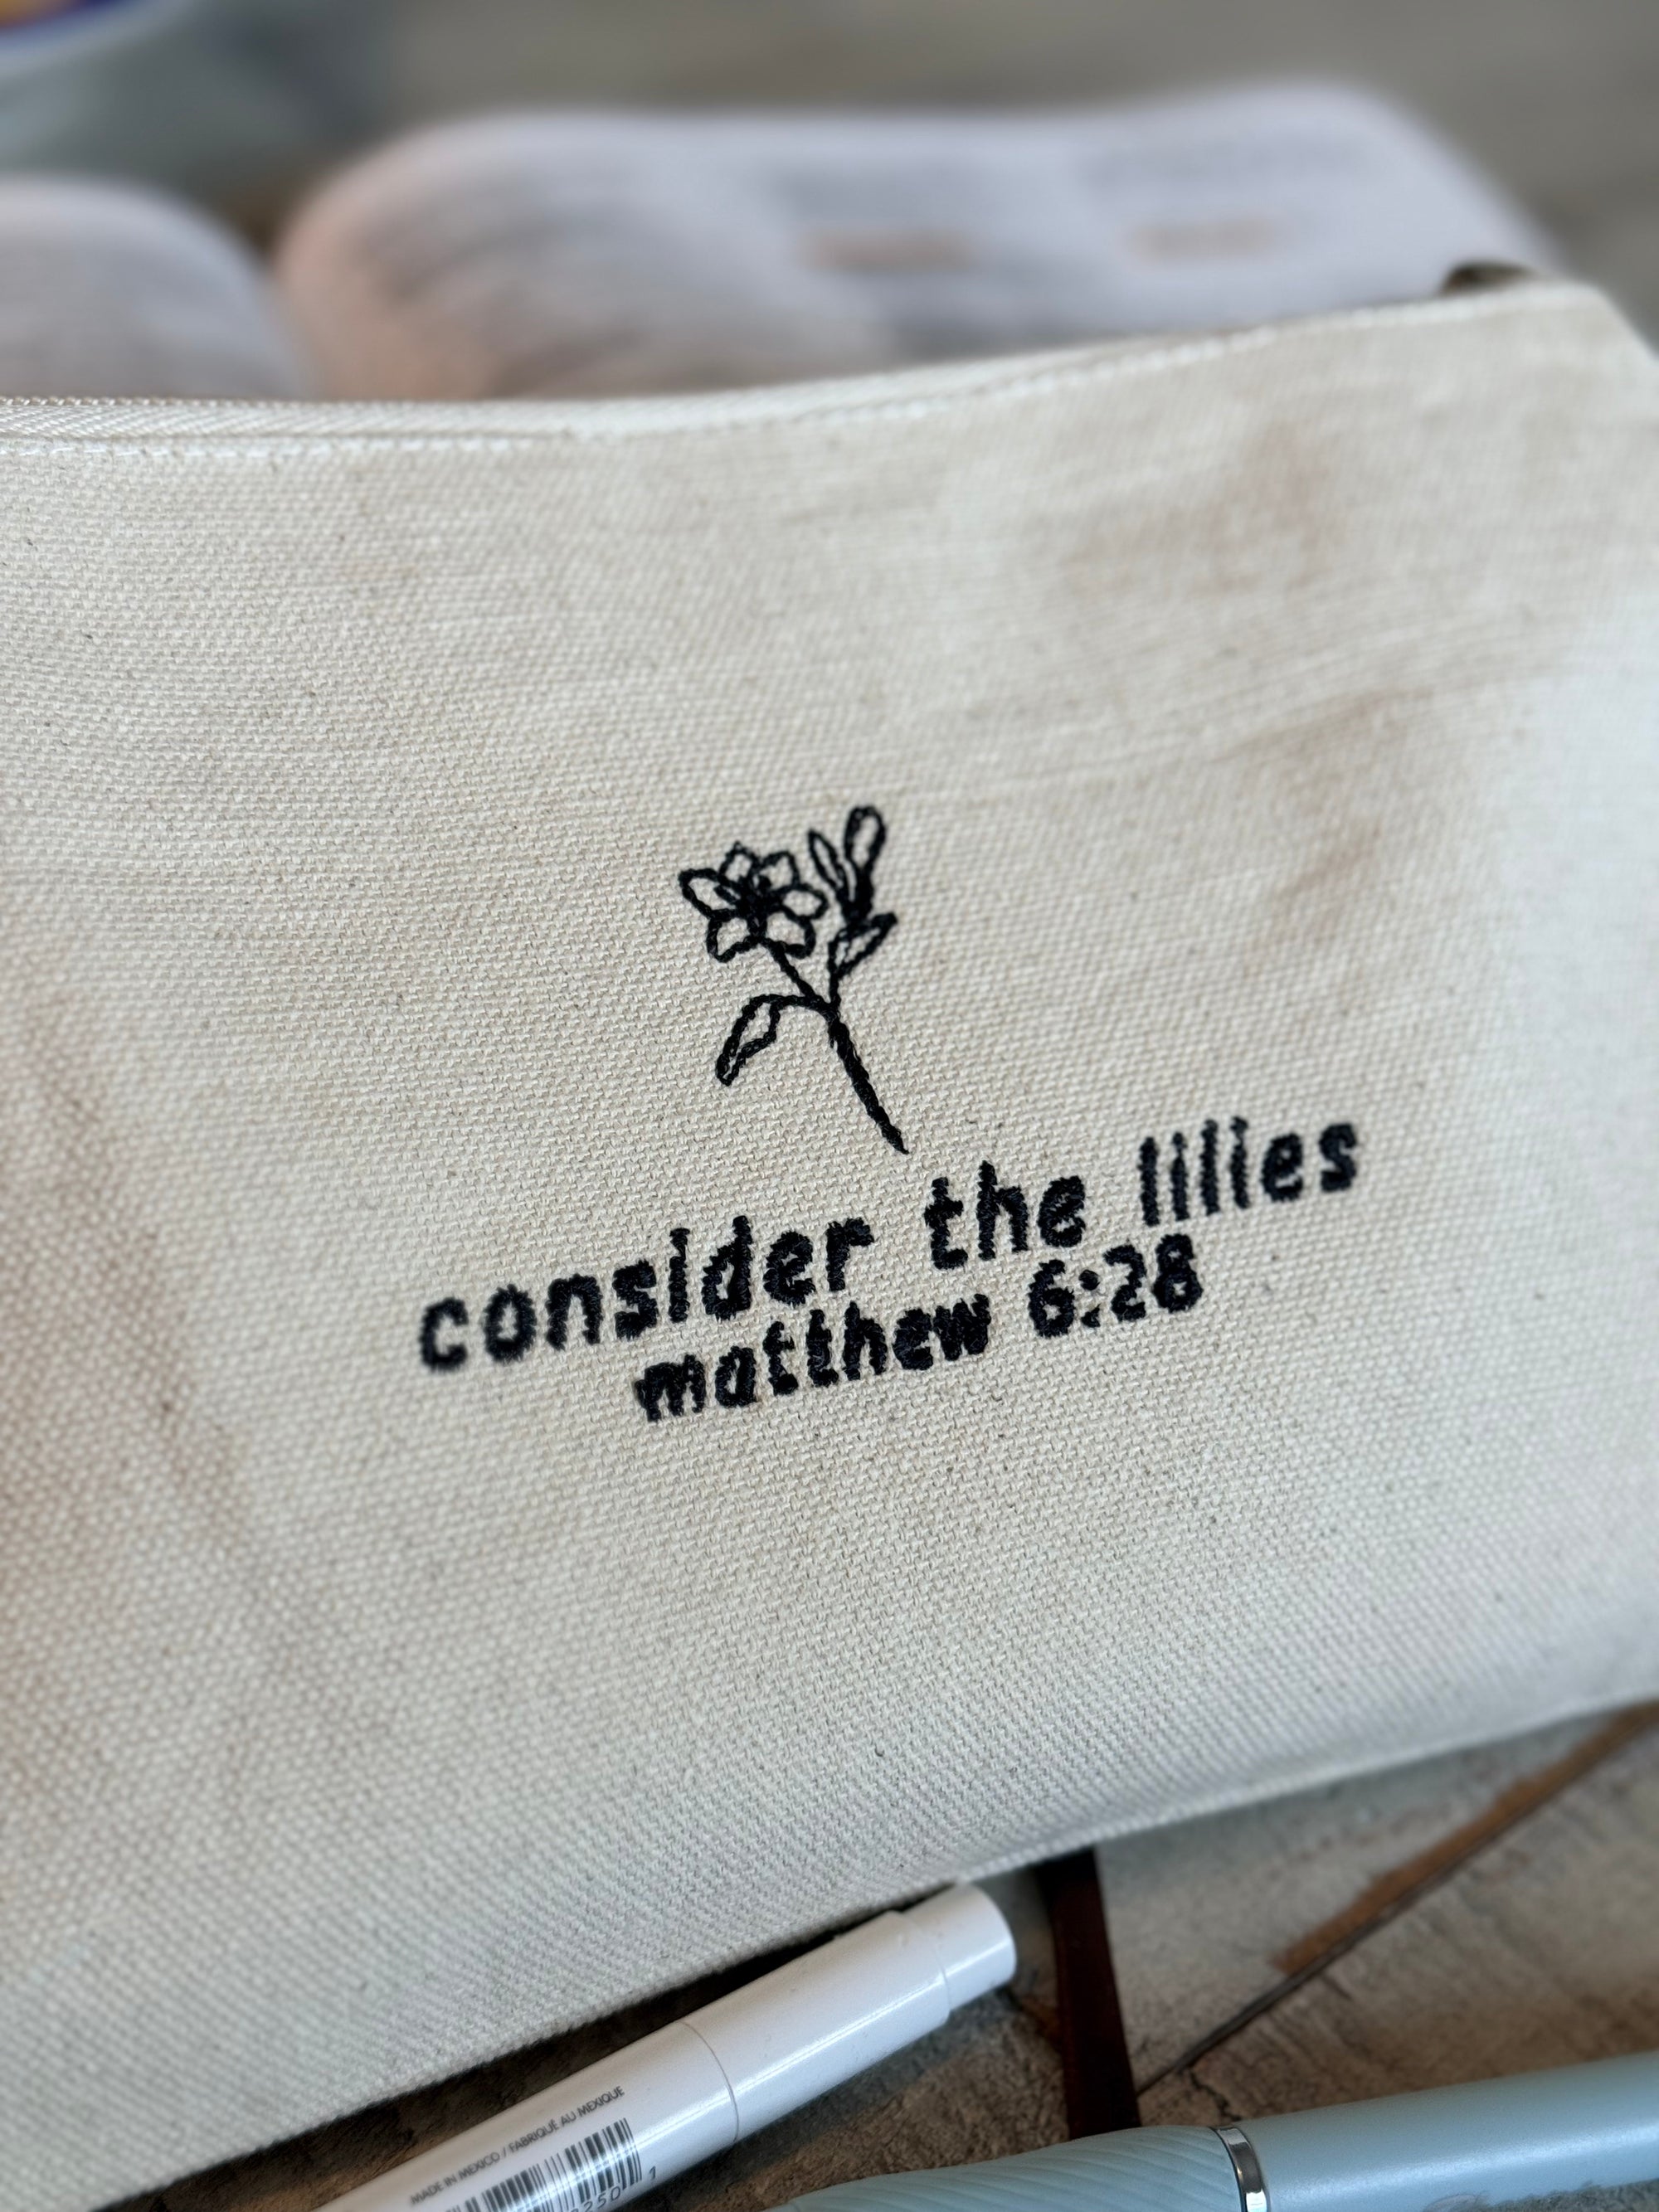 consider the lilies
matthew 6:28
MADE IN MEXICO / FABRIQUÉ AU MEXIQUE